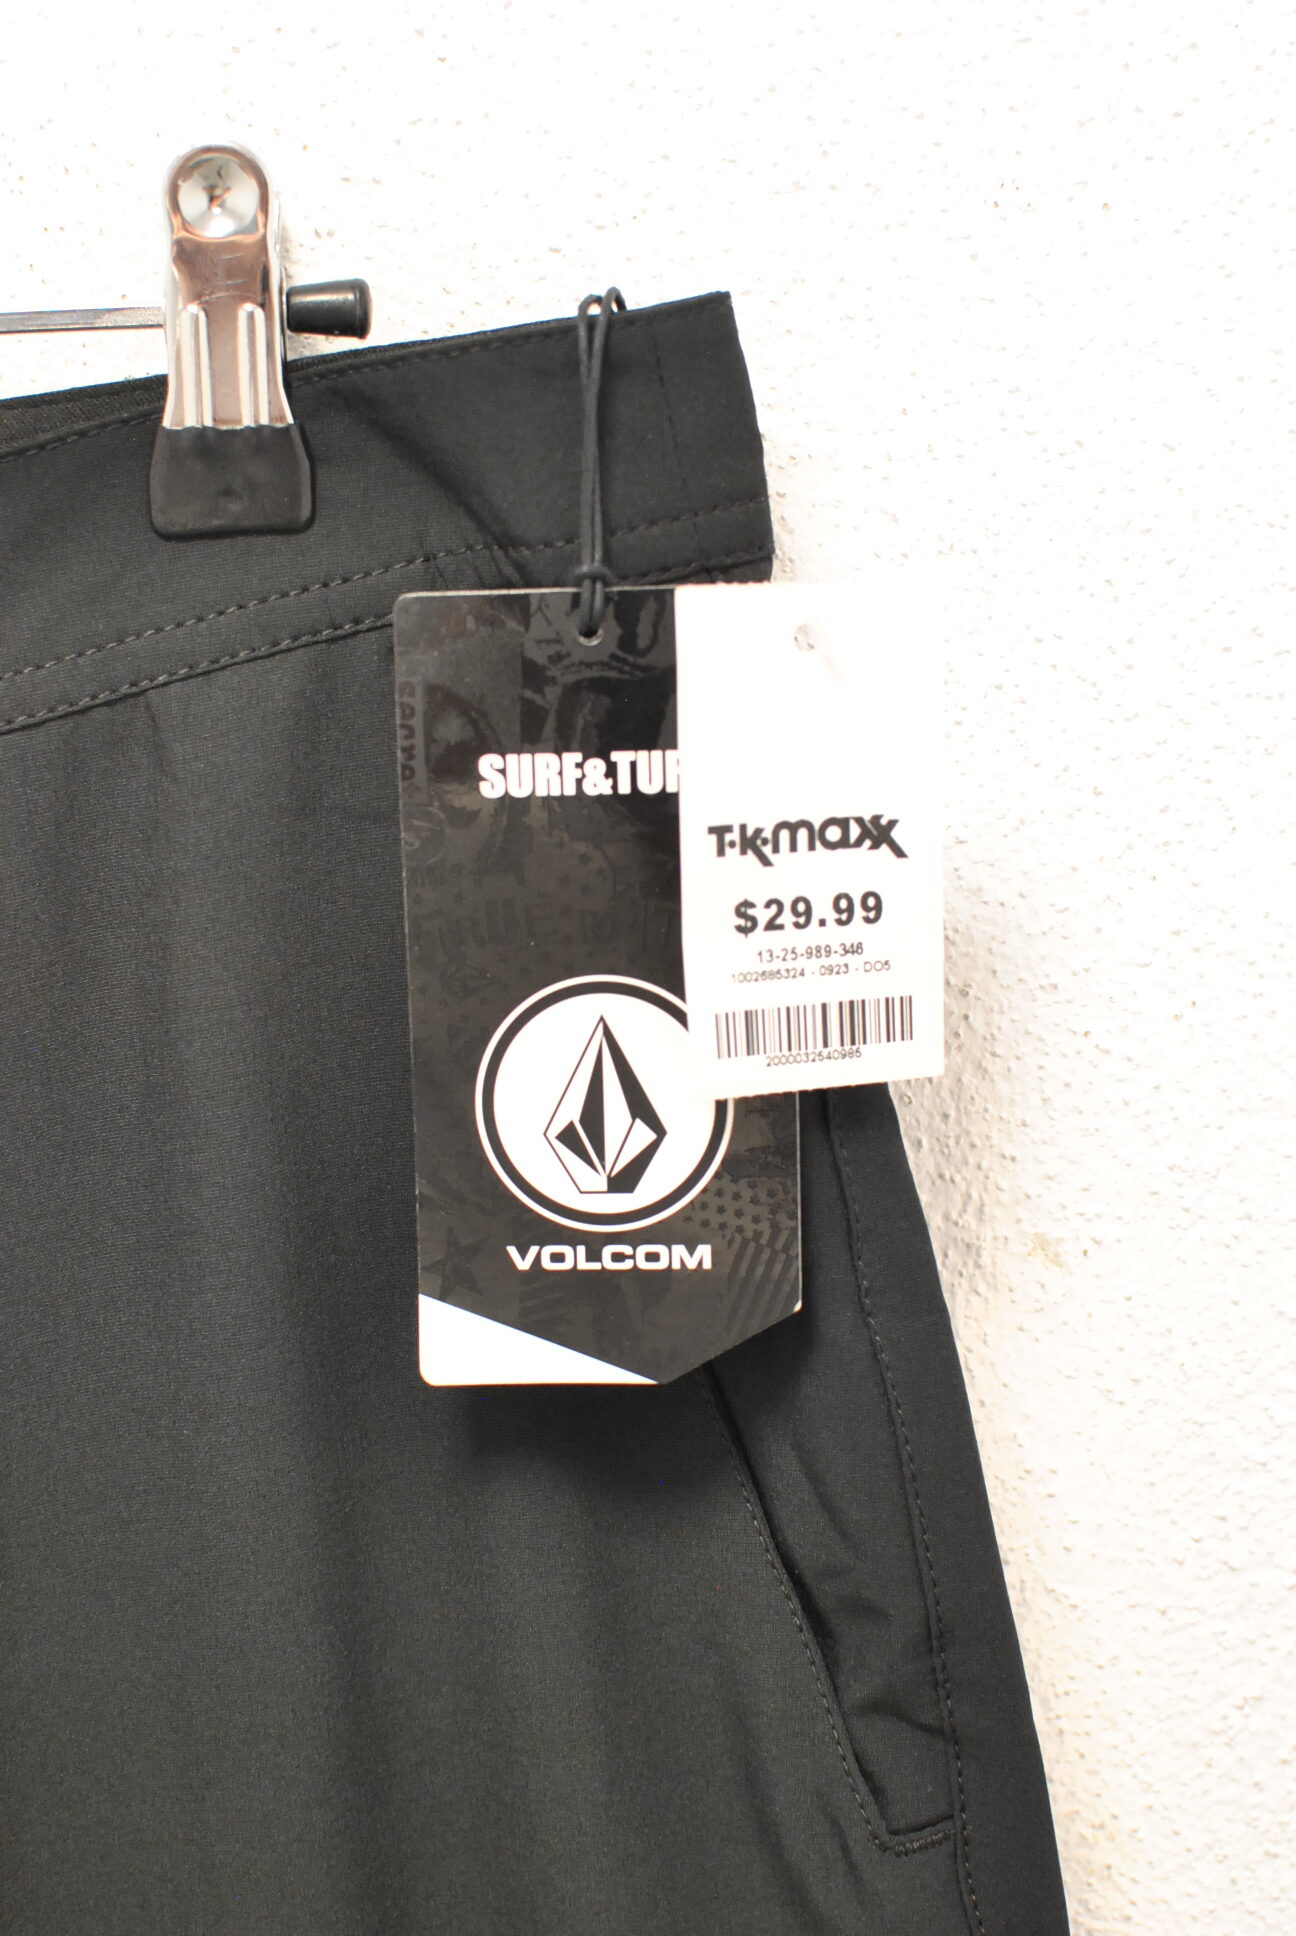 SURF&TUR
T.K.maxx
$29.99
13-25-989-346
1002685324 - 0923 - DO5
2000032540985
VOLCOM